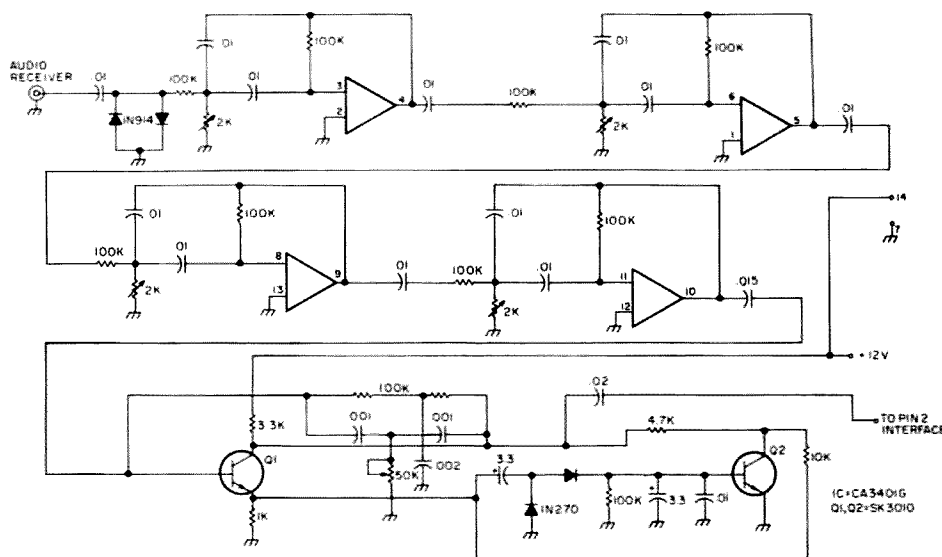 AUDIO
RECEIVER
.01
IN914
100K
.01
.01
2K
100K
3
2
4
.01
100K
.01
.01
2K
100K
6
1
5
.01
100K
.01
.01
2K
100K
8
13
9
.01
100K
.01
.01
2K
100K
11
12
10
.015
14
7
+12V
3.3K
Q1
1K
100K
.001
.001
50K
.002
.02
TO PIN 2
INTERFACE
4.7K
3.3
+
IN270
100K
+
3.3
.01
Q2
10K
IC=CA3401G
Q1,Q2=SK3010